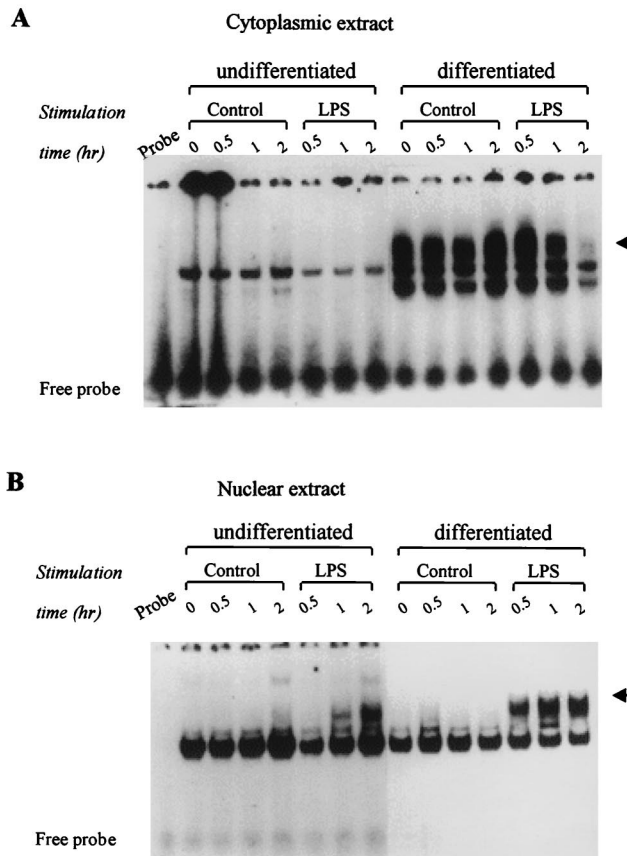 A
Cytoplasmic extract
undifferentiated differentiated
Stimulation Control LPS Control LPS
time (hr) Probe 0 0.5 1 2 0.5 1 2 0 0.5 1 2 0.5 1 2
Free probe
B
Nuclear extract
undifferentiated differentiated
Stimulation Control LPS Control LPS
time (hr) Probe 0 0.5 1 2 0.5 1 2 0 0.5 1 2 0.5 1 2
Free probe